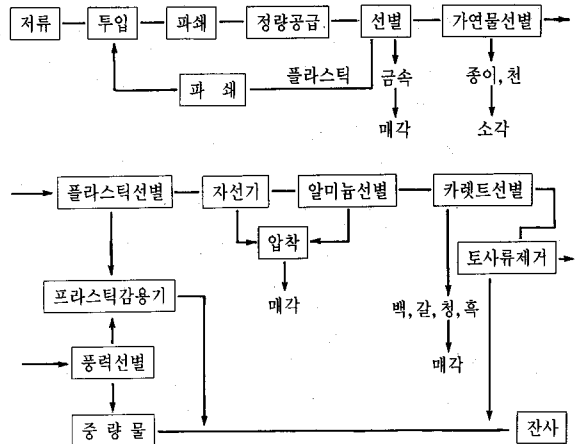 저류 투입 파쇄 정량공급 선별 가연물선별
플라스틱 금속 종이, 천
파 쇄
매각 소각
플라스틱선별 자선기 알미늄선별 카렛트선별
압착 토사류제거
프라스틱감용기 매각 백, 갈, 청, 흑
풍력선별 매각
중 량 물 잔사